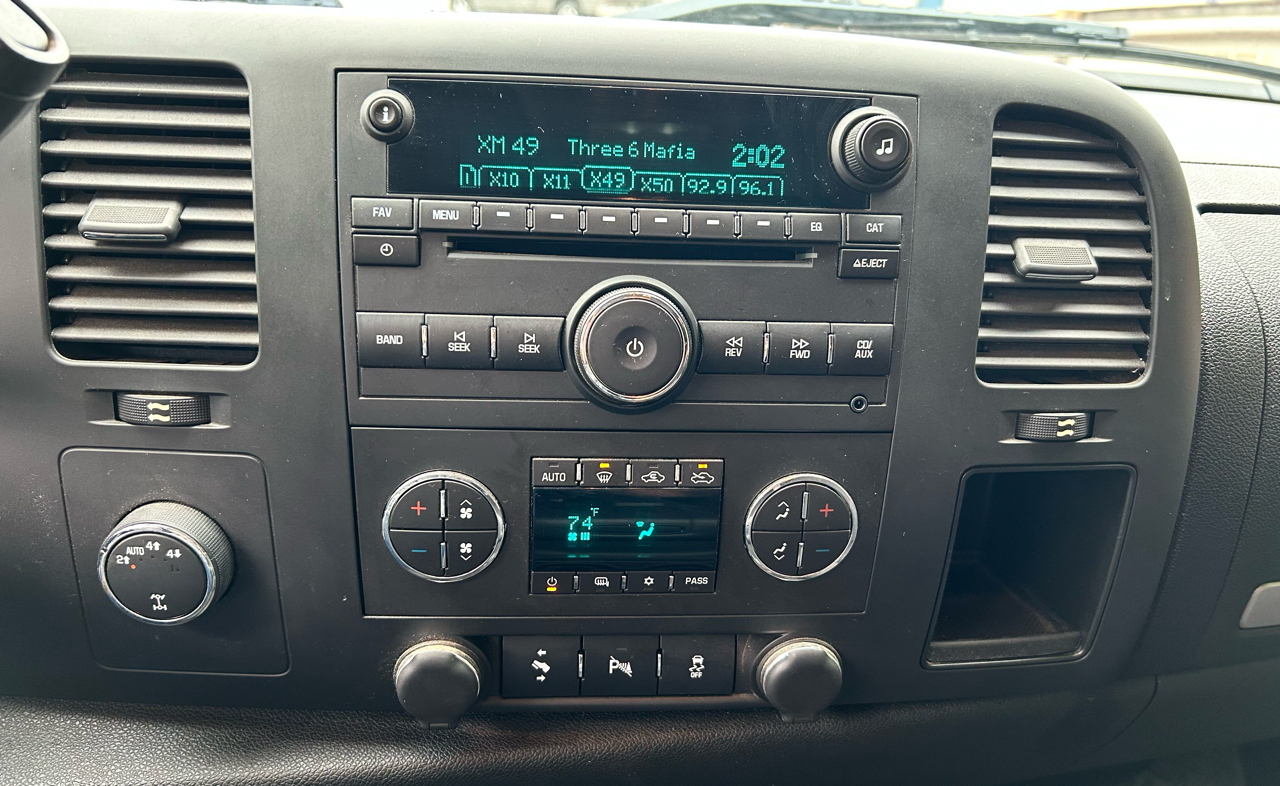 i
XM 49 Three 6 Mafia 2:02
X10 X11 X49 X50 92.9 96.1
FAV MENU EQ CAT
EJECT
BAND SEEK SEEK REV FWD CD/
AUX
AUTO
74°F
PASS
AUTO 4
2 4
P
OFF